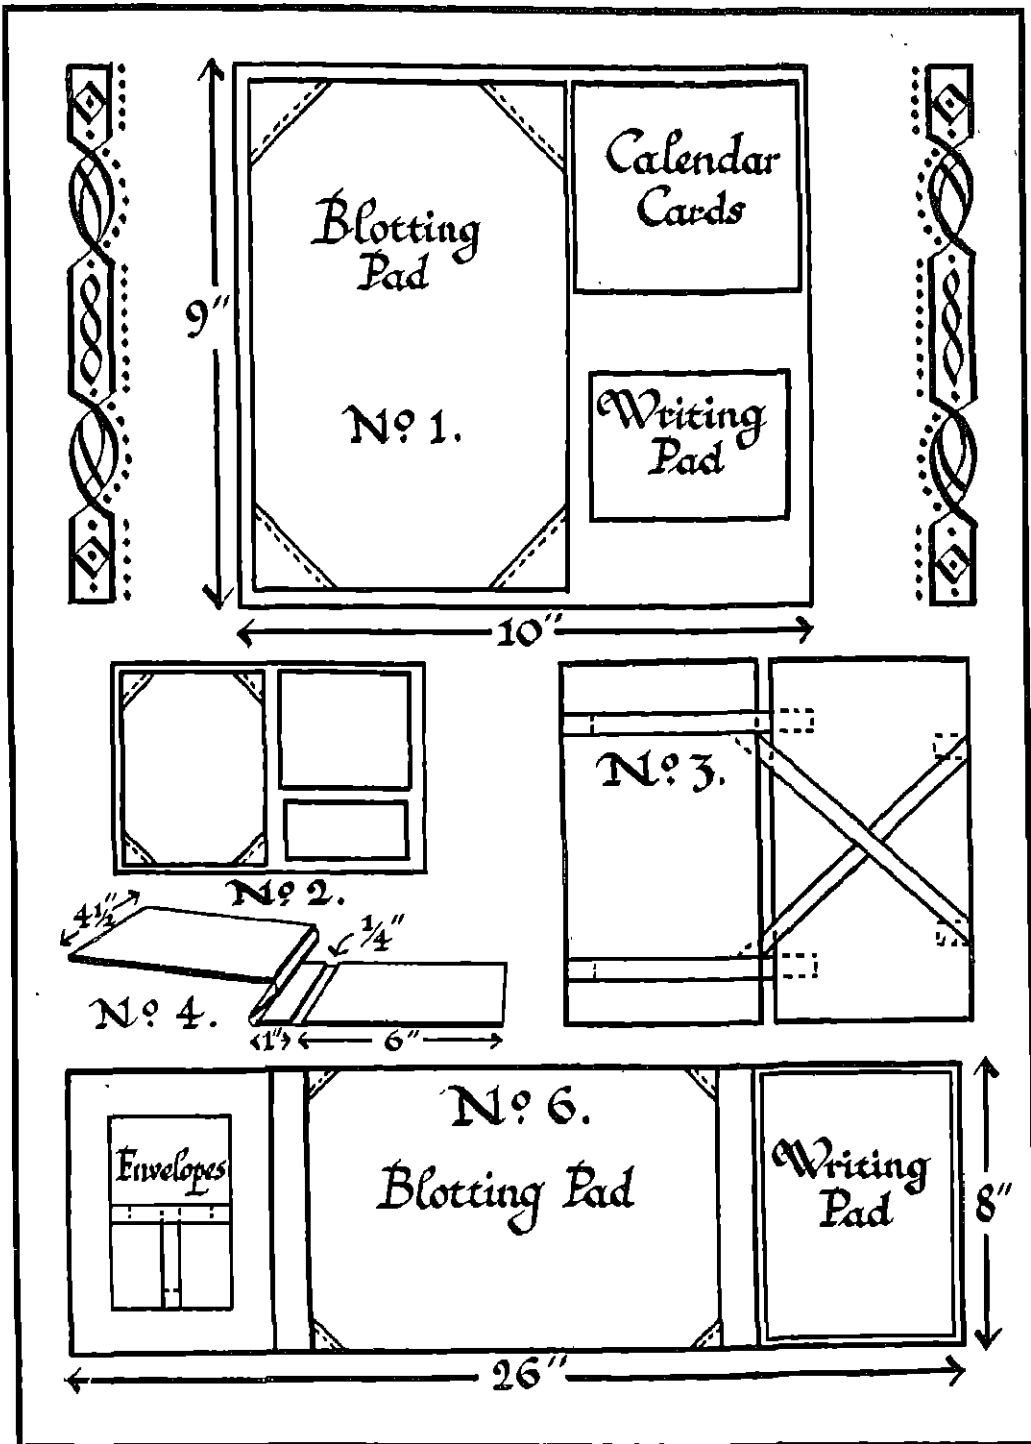 Calendar
Cards
Blotting
Pad
9"
Nº 1.
Writing
Pad
10"
Nº 3.
Nº 2.
4½"
¼"
Nº 4.
1"
6"
Nº 6.
Envelopes
Blotting Pad
Writing
Pad
8"
26"